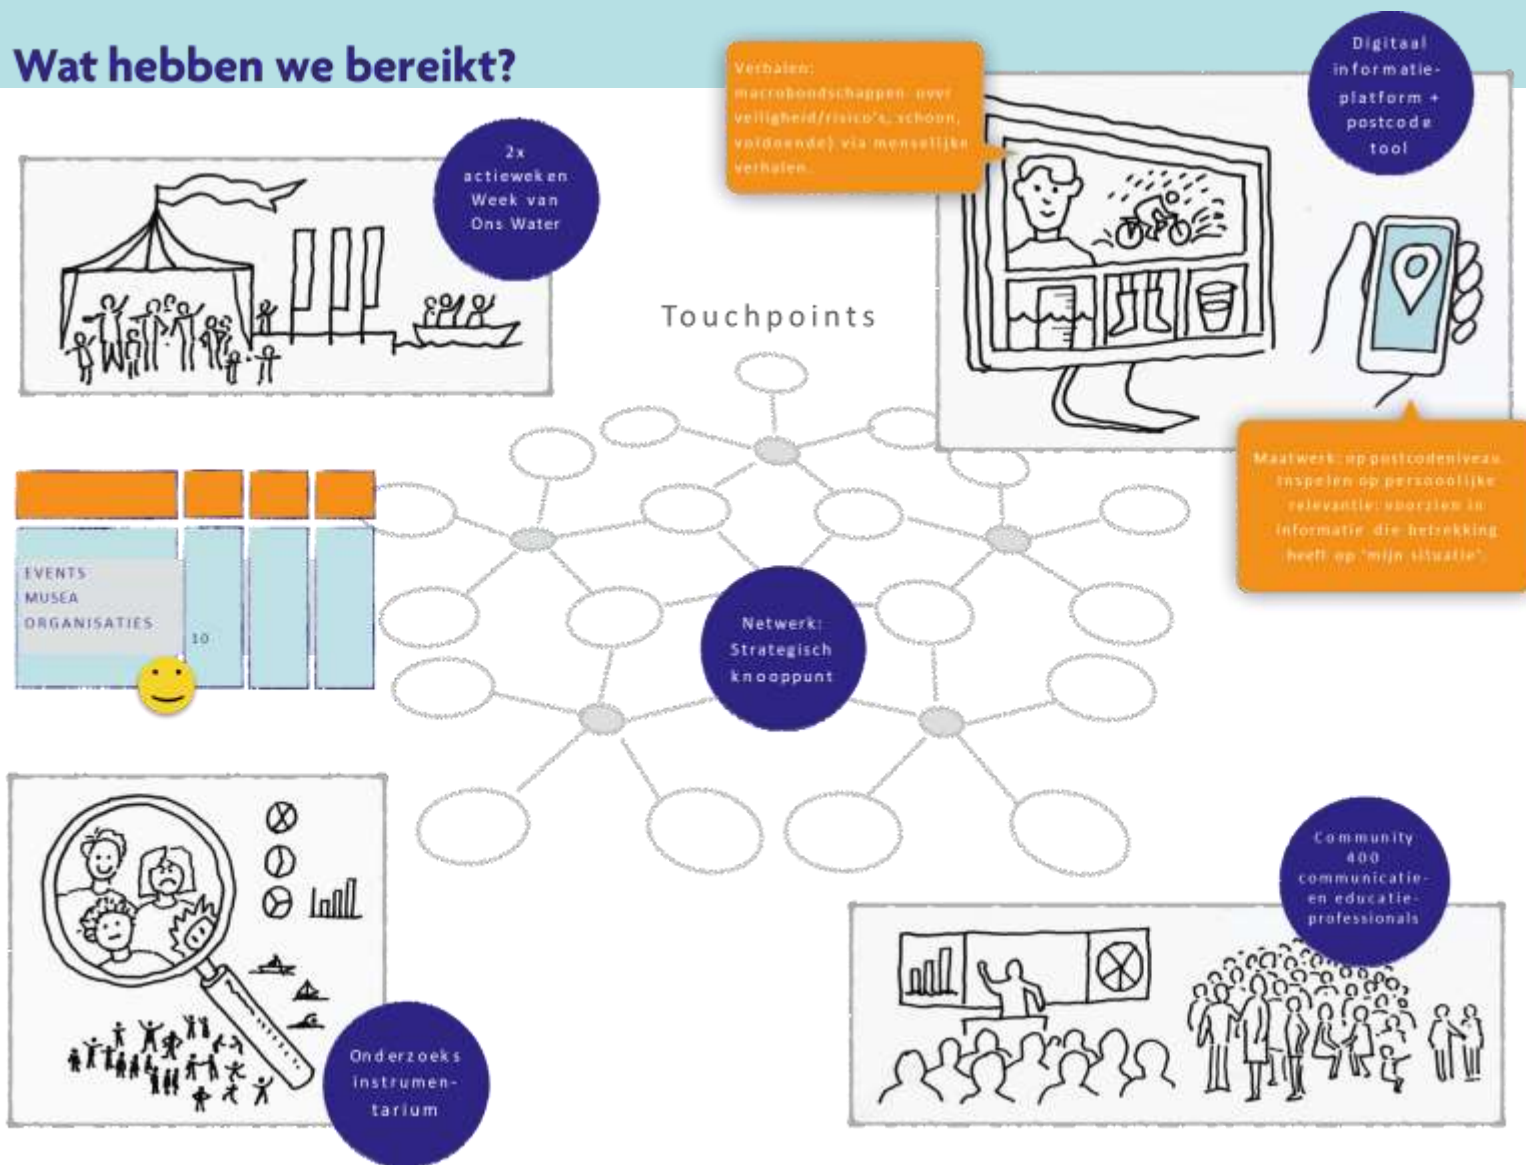 Wat hebben we bereikt?
2x
actieweken
Week van
Ons Water
Verhalen:
macroboodschappen over
veiligheid/risico's, schoon,
voldoende) via menselijke
verhalen.
Digitaal
informatie-
platform +
postcode
tool
Touchpoints
Maatwerk: op postcodeniveau.
Inspelen op persoonlijke
relevantie: voorzien in
informatie die betrekking
heeft op 'mijn situatie'.
EVENTS
MUSEA
ORGANISATIES
10
Netwerk:
Strategisch
knooppunt
Onderzoeks
instrumen-
tarium
Community
400
communicatie-
en educatie-
professionals